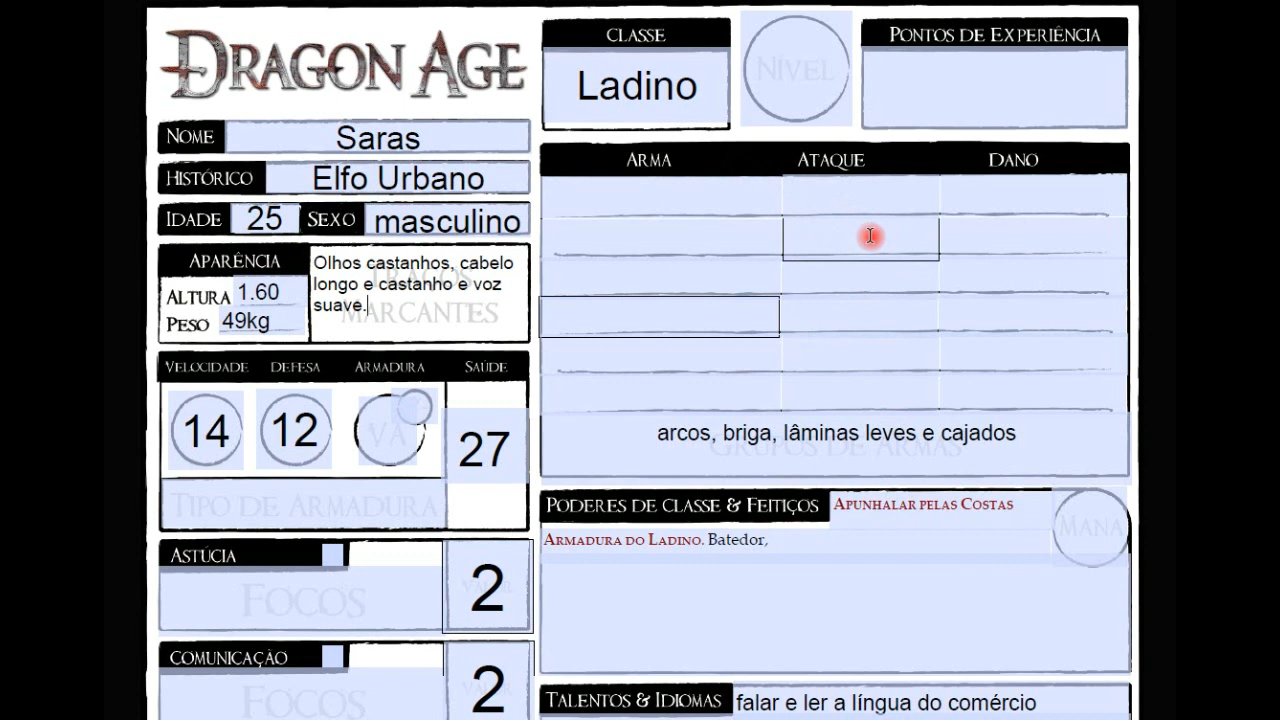 DRAGON AGE
CLASSE
Ladino
NÍVEL
PONTOS DE EXPERIÊNCIA
NOME Saras
HISTÓRICO Elfo Urbano
IDADE 25 SEXO masculino
APARÊNCIA
ALTURA 1.60
PESO 49kg
Olhos castanhos, cabelo
longo e castanho e voz
suave.
TRAÇOS
MARCANTES
ARMA ATAQUE DANO
arcos, briga, lâminas leves e cajados
GRUPOS DE ARMAS
VELOCIDADE DEFESA ARMADURA SAÚDE
14 12 VA 27
TIPO DE ARMADURA
PODERES DE CLASSE & FEITIÇOS APUNHALAR PELAS COSTAS
ARMADURA DO LADINO. Batedor,
MANA
ASTÚCIA
FOCOS
VALOR
2
COMUNICAÇÃO
FOCOS
VALOR
2
TALENTOS & IDIOMAS falar e ler a língua do comércio